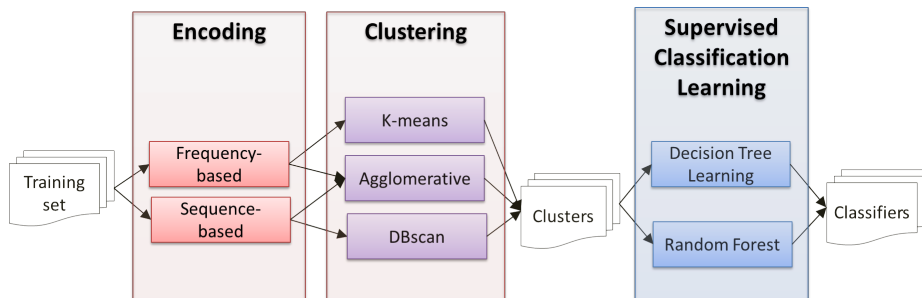 Encoding
Clustering
Supervised
Classification
Learning
Training
set
Frequency-
based
Sequence-
based
K-means
Agglomerative
DBscan
Clusters
Decision Tree
Learning
Random Forest
Classifiers